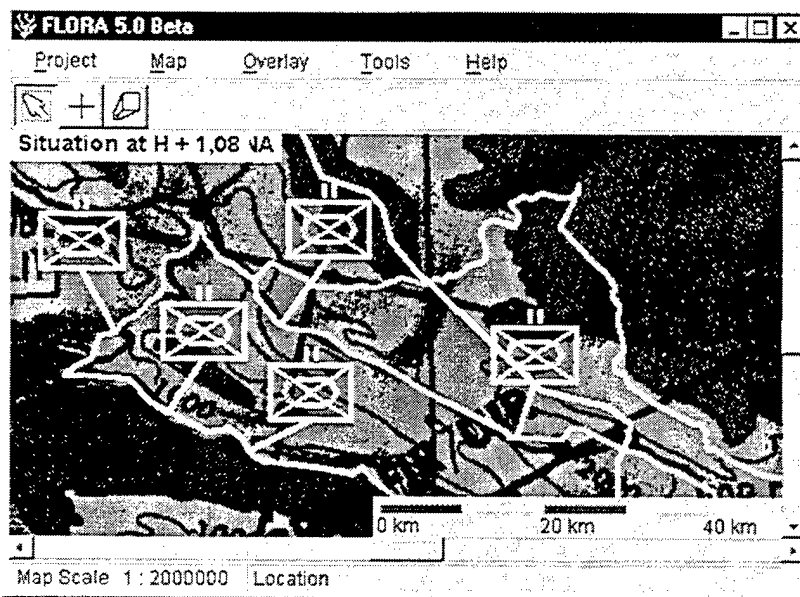 FLORA 5.0 Beta
Project Map Overlay Tools Help
Situation at H + 1,08
0 km 20 km 40 km
Map Scale 1 : 2000000 Location